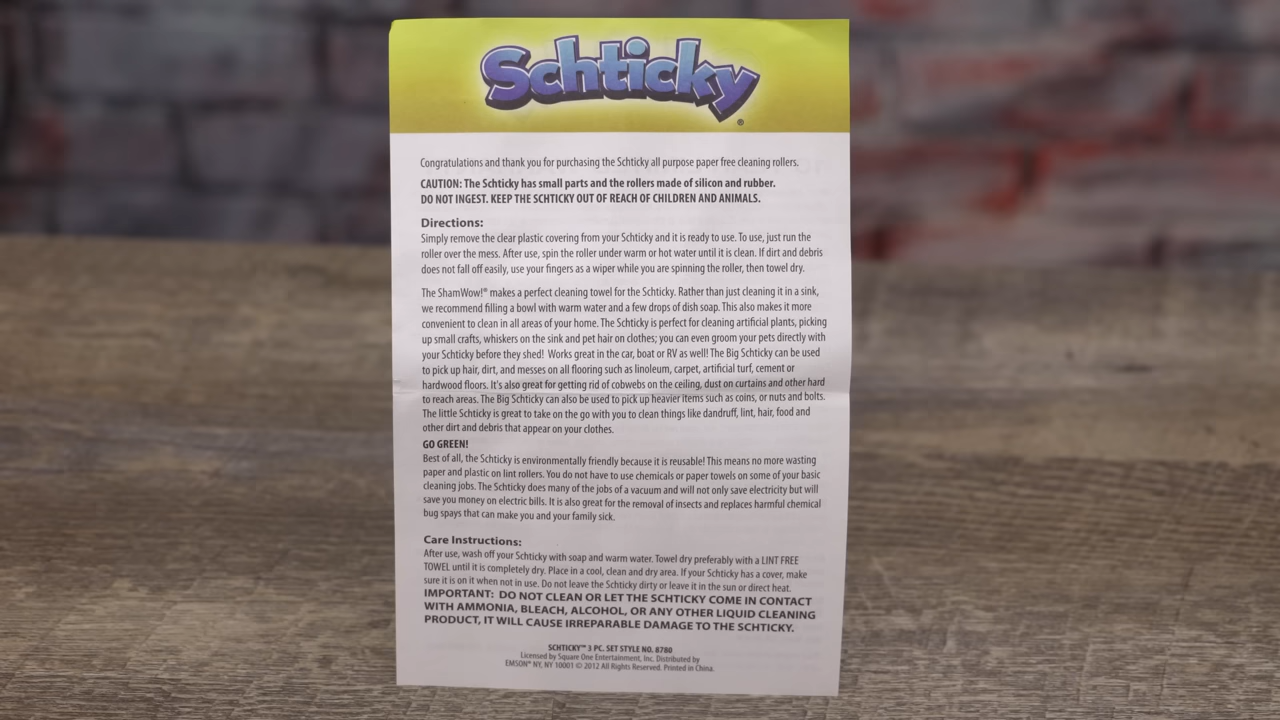 Schticky®
Congratulations and thank you for purchasing the Schticky all purpose paper free cleaning rollers.
CAUTION: The Schticky has small parts and the rollers made of silicon and rubber.
DO NOT INGEST. KEEP THE SCHTICKY OUT OF REACH OF CHILDREN AND ANIMALS.
Directions:
Simply remove the clear plastic covering from your Schticky and it is ready to use. To use, just run the
roller over the mess. After use, spin the roller under warm or hot water until it is clean. If dirt and debris
does not fall off easily, use your fingers as a wiper while you are spinning the roller, then towel dry.
The ShamWow!® makes a perfect cleaning towel for the Schticky. Rather than just cleaning it in a sink,
we recommend filling a bowl with warm water and a few drops of dish soap. This also makes it more
convenient to clean in all areas of your home. The Schticky is perfect for cleaning artificial plants, picking
up small crafts, whiskers on the sink and pet hair on clothes; you can even groom your pets directly with
your Schticky before they shed! Works great in the car, boat or RV as well! The Big Schticky can be used
to pick up hair, dirt, and messes on all flooring such as linoleum, carpet, artificial turf, cement or
hardwood floors. It's also great for getting rid of cobwebs on the ceiling, dust on curtains and other hard
to reach areas. The Big Schticky can also be used to pick up heavier items such as coins, or nuts and bolts.
The little Schticky is great to take on the go with you to clean things like dandruff, lint, hair, food and
other dirt and debris that appear on your clothes.
GO GREEN!
Best of all, the Schticky is environmentally friendly because it is reusable! This means no more wasting
paper and plastic on lint rollers. You do not have to use chemicals or paper towels on some of your basic
cleaning jobs. The Schticky does many of the jobs of a vacuum and will not only save electricity but will
save you money on electric bills. It is also great for the removal of insects and replaces harmful chemical
bug spays that can make you and your family sick.
Care Instructions:
After use, wash off your Schticky with soap and warm water. Towel dry preferably with a LINT FREE
TOWEL until it is completely dry. Place in a cool, clean and dry area. If your Schticky has a cover, make
sure it is on it when not in use. Do not leave the Schticky dirty or leave it in the sun or direct heat.
IMPORTANT: DO NOT CLEAN OR LET THE SCHTICKY COME IN CONTACT
WITH AMMONIA, BLEACH, ALCOHOL, OR ANY OTHER LIQUID CLEANING
PRODUCT, IT WILL CAUSE IRREPARABLE DAMAGE TO THE SCHTICKY.
SCHTICKY™ 3 PC. SET STYLE NO. 8780
Licensed by Square One Entertainment, Inc. Distributed by
EMSON® NY, NY 10001 © 2012 All Rights Reserved. Printed in China.